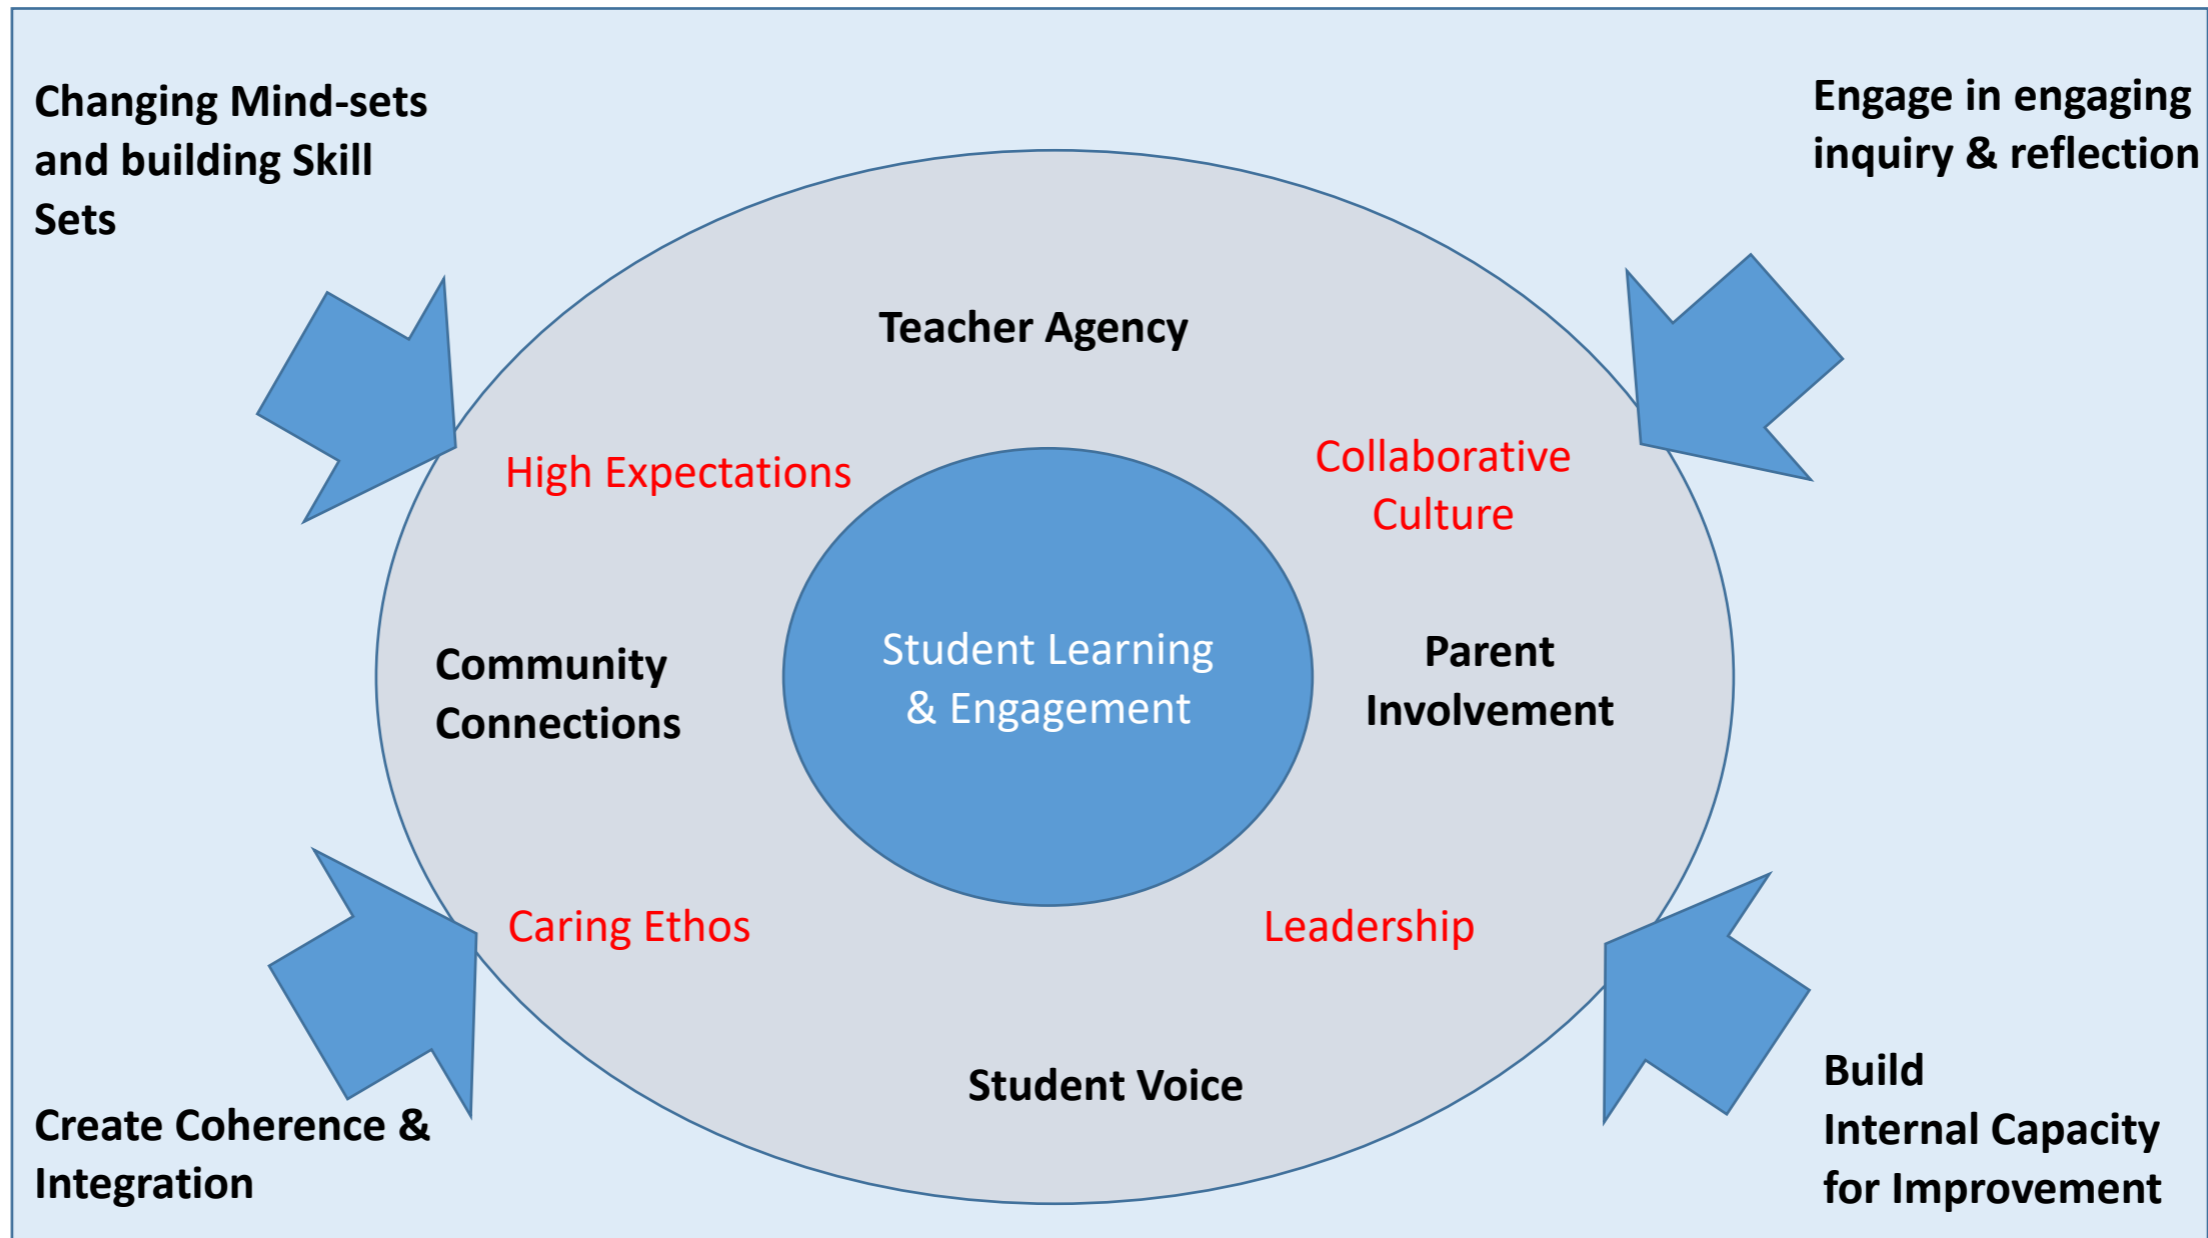 Changing Mind-sets
and building Skill
Sets
Engage in engaging
inquiry & reflection
Teacher Agency
High Expectations
Collaborative
Culture
Community
Connections
Student Learning
& Engagement
Parent
Involvement
Caring Ethos
Leadership
Student Voice
Create Coherence &
Integration
Build
Internal Capacity
for Improvement